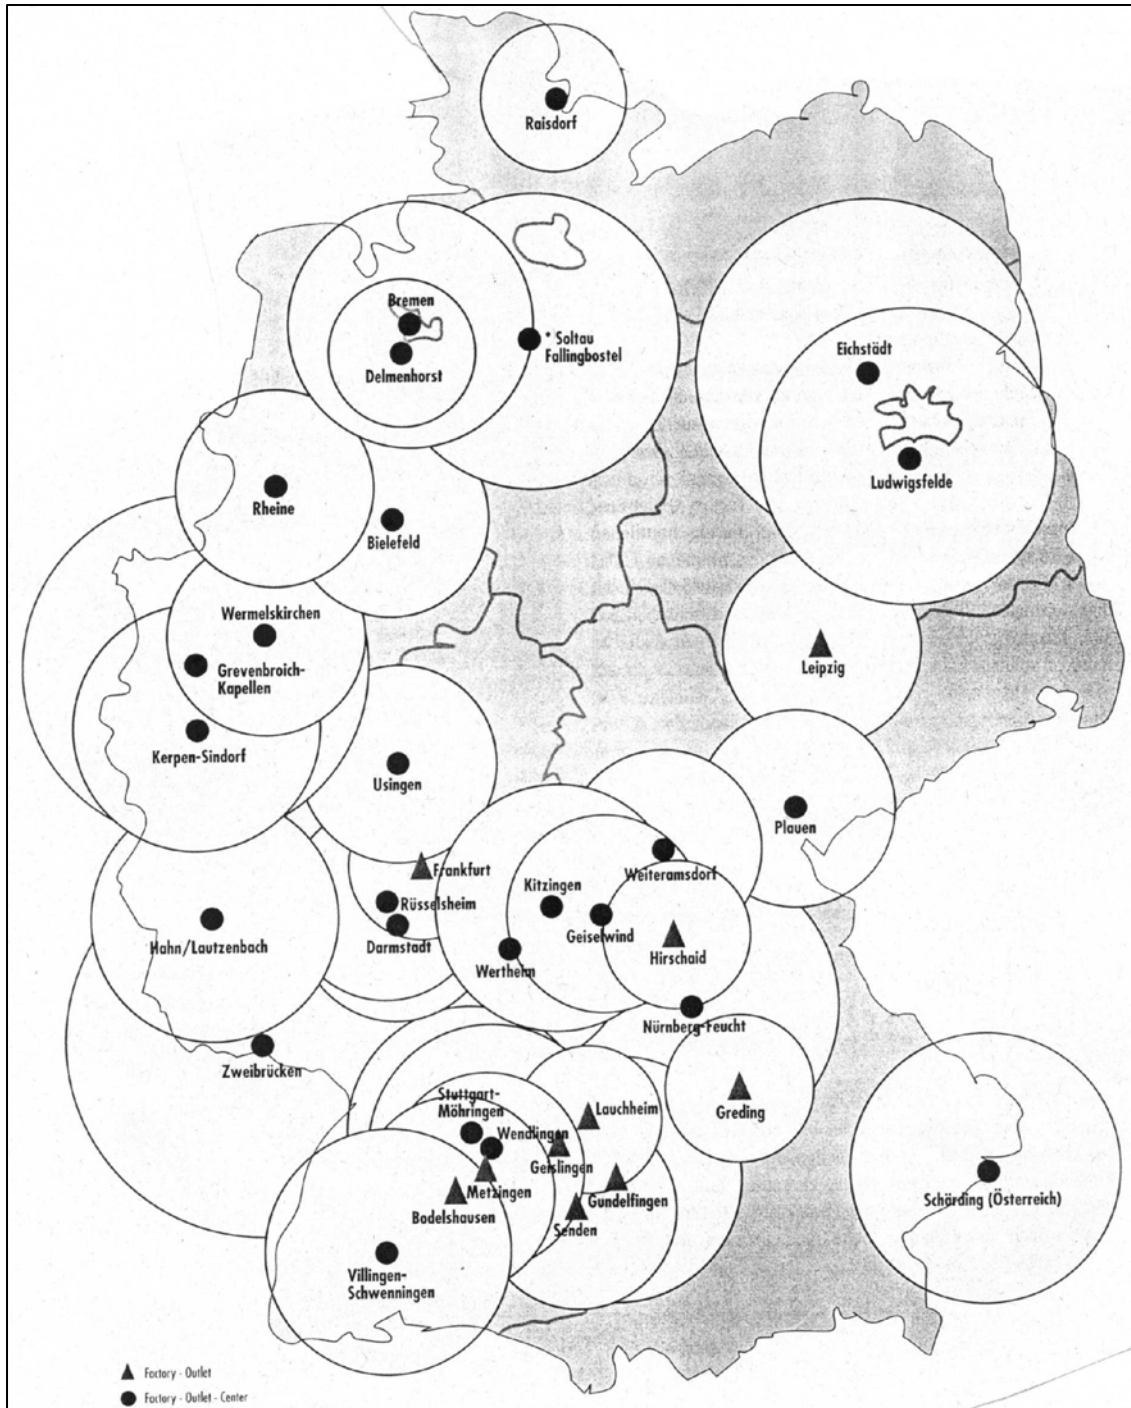 Raisdorf
Bremen
Delmenhorst
* Soltau
Fallingbostel
Eichstädt
Ludwigsfelde
Rheine
Bielefeld
Wermelskirchen
Grevenbroich-
Kapellen
Kerpen-Sindorf
Leipzig
Usingen
Plauen
Frankfurt
Rüsselsheim
Darmstadt
Hahn/Lautzenbach
Weiteramsdorf
Kitzingen
Geiselwind
Wertheim
Hirschaid
Nürnberg-Feucht
Zweibrücken
Greding
Stuttgart-
Möhringen
Wendlingen
Lauchheim
Geislingen
Metzingen
Bodelshausen
Gundelfingen
Senden
Villingen-
Schwenningen
Schörding (Österreich)
Factory - Outlet
Factory - Outlet - Center